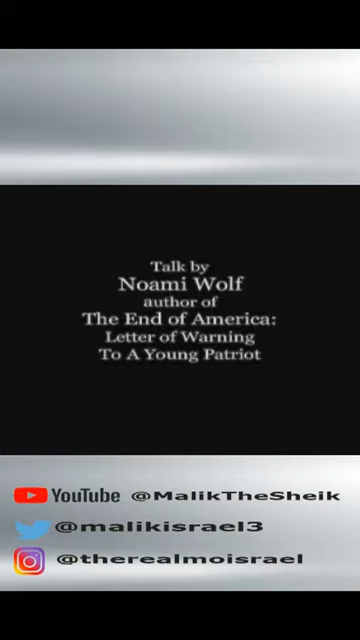 Talk by
Noami Wolf
author of
The End of America:
Letter of Warning
To A Young Patriot
YouTube @MalikTheSheik
@malikisrael3
@therealmoisrael